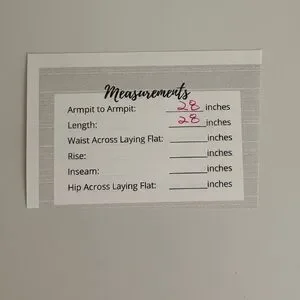 Measurements
Armpit to Armpit: 28 inches
Length: 28 inches
Waist Across Laying Flat: ________inches
Rise: ________inches
Inseam: ________inches
Hip Across Laying Flat: ________inches